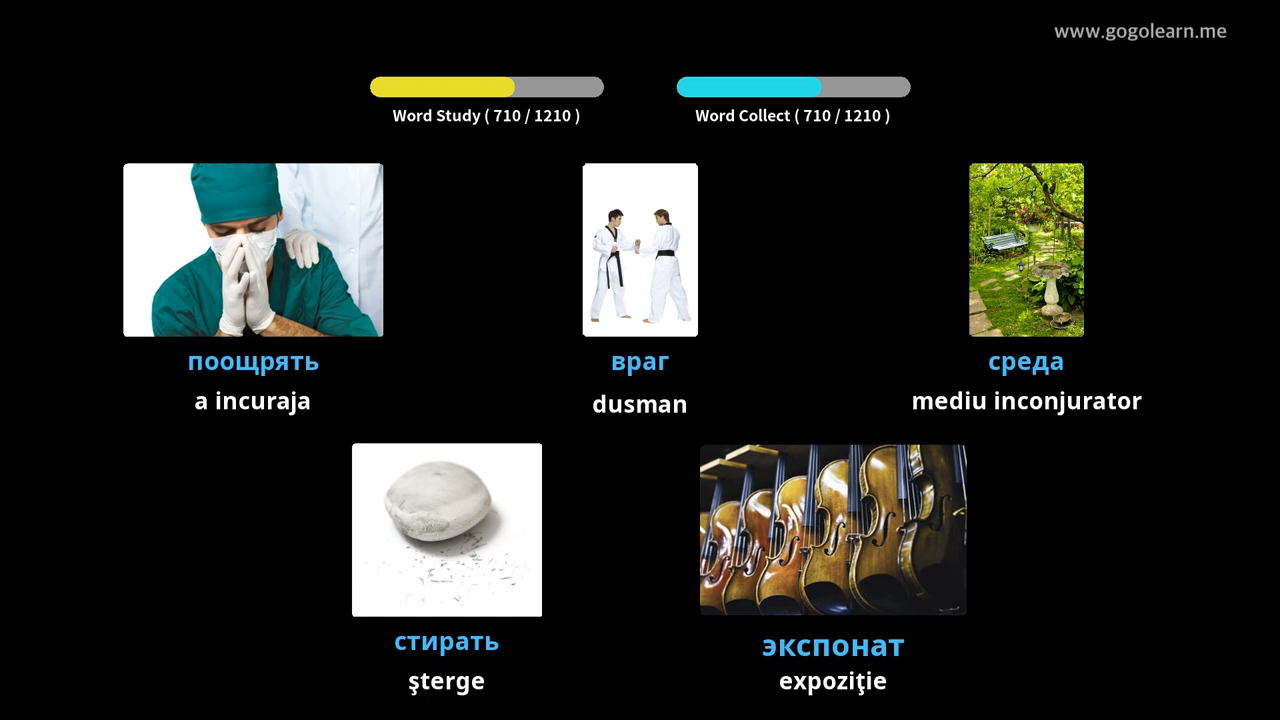 www.gogolearn.me
Word Study ( 710 / 1210 )
Word Collect ( 710 / 1210 )
поощрять
a incuraja
враг
dusman
среда
mediu inconjurator
стирать
şterge
экспонат
expoziţie